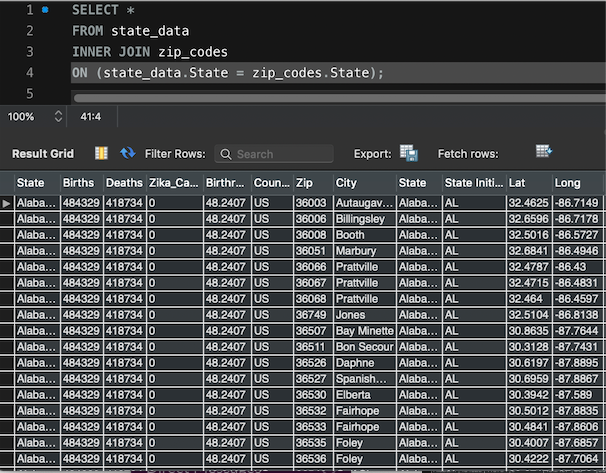 1 SELECT *
2 FROM state_data
3 INNER JOIN zip_codes
4 ON (state_data.State = zip_codes.State);
5
100% 41:4
Result Grid Filter Rows: Search Export: Fetch rows:
State Births Deaths Zika_Ca... Birthr... Coun... Zip City State State Initi... Lat Long
Alaba... 484329 418734 0 48.2407 US 36003 Autaugav... Alaba... AL 32.4625 -86.7149
Alaba... 484329 418734 0 48.2407 US 36006 Billingsley Alaba... AL 32.6596 -86.7178
Alaba... 484329 418734 0 48.2407 US 36008 Booth Alaba... AL 32.5016 -86.5727
Alaba... 484329 418734 0 48.2407 US 36051 Marbury Alaba... AL 32.6841 -86.4946
Alaba... 484329 418734 0 48.2407 US 36066 Prattville Alaba... AL 32.4787 -86.43
Alaba... 484329 418734 0 48.2407 US 36067 Prattville Alaba... AL 32.4715 -86.4831
Alaba... 484329 418734 0 48.2407 US 36068 Prattville Alaba... AL 32.464 -86.4597
Alaba... 484329 418734 0 48.2407 US 36749 Jones Alaba... AL 32.5104 -86.8138
Alaba... 484329 418734 0 48.2407 US 36507 Bay Minette Alaba... AL 30.8635 -87.7644
Alaba... 484329 418734 0 48.2407 US 36511 Bon Secour Alaba... AL 30.3128 -87.7431
Alaba... 484329 418734 0 48.2407 US 36526 Daphne Alaba... AL 30.6197 -87.8895
Alaba... 484329 418734 0 48.2407 US 36527 Spanish... Alaba... AL 30.6959 -87.8867
Alaba... 484329 418734 0 48.2407 US 36530 Elberta Alaba... AL 30.3942 -87.589
Alaba... 484329 418734 0 48.2407 US 36532 Fairhope Alaba... AL 30.5012 -87.8835
Alaba... 484329 418734 0 48.2407 US 36533 Fairhope Alaba... AL 30.4841 -87.8606
Alaba... 484329 418734 0 48.2407 US 36535 Foley Alaba... AL 30.4007 -87.6857
Alaba... 484329 418734 0 48.2407 US 36536 Foley Alaba... AL 30.4222 -87.7064